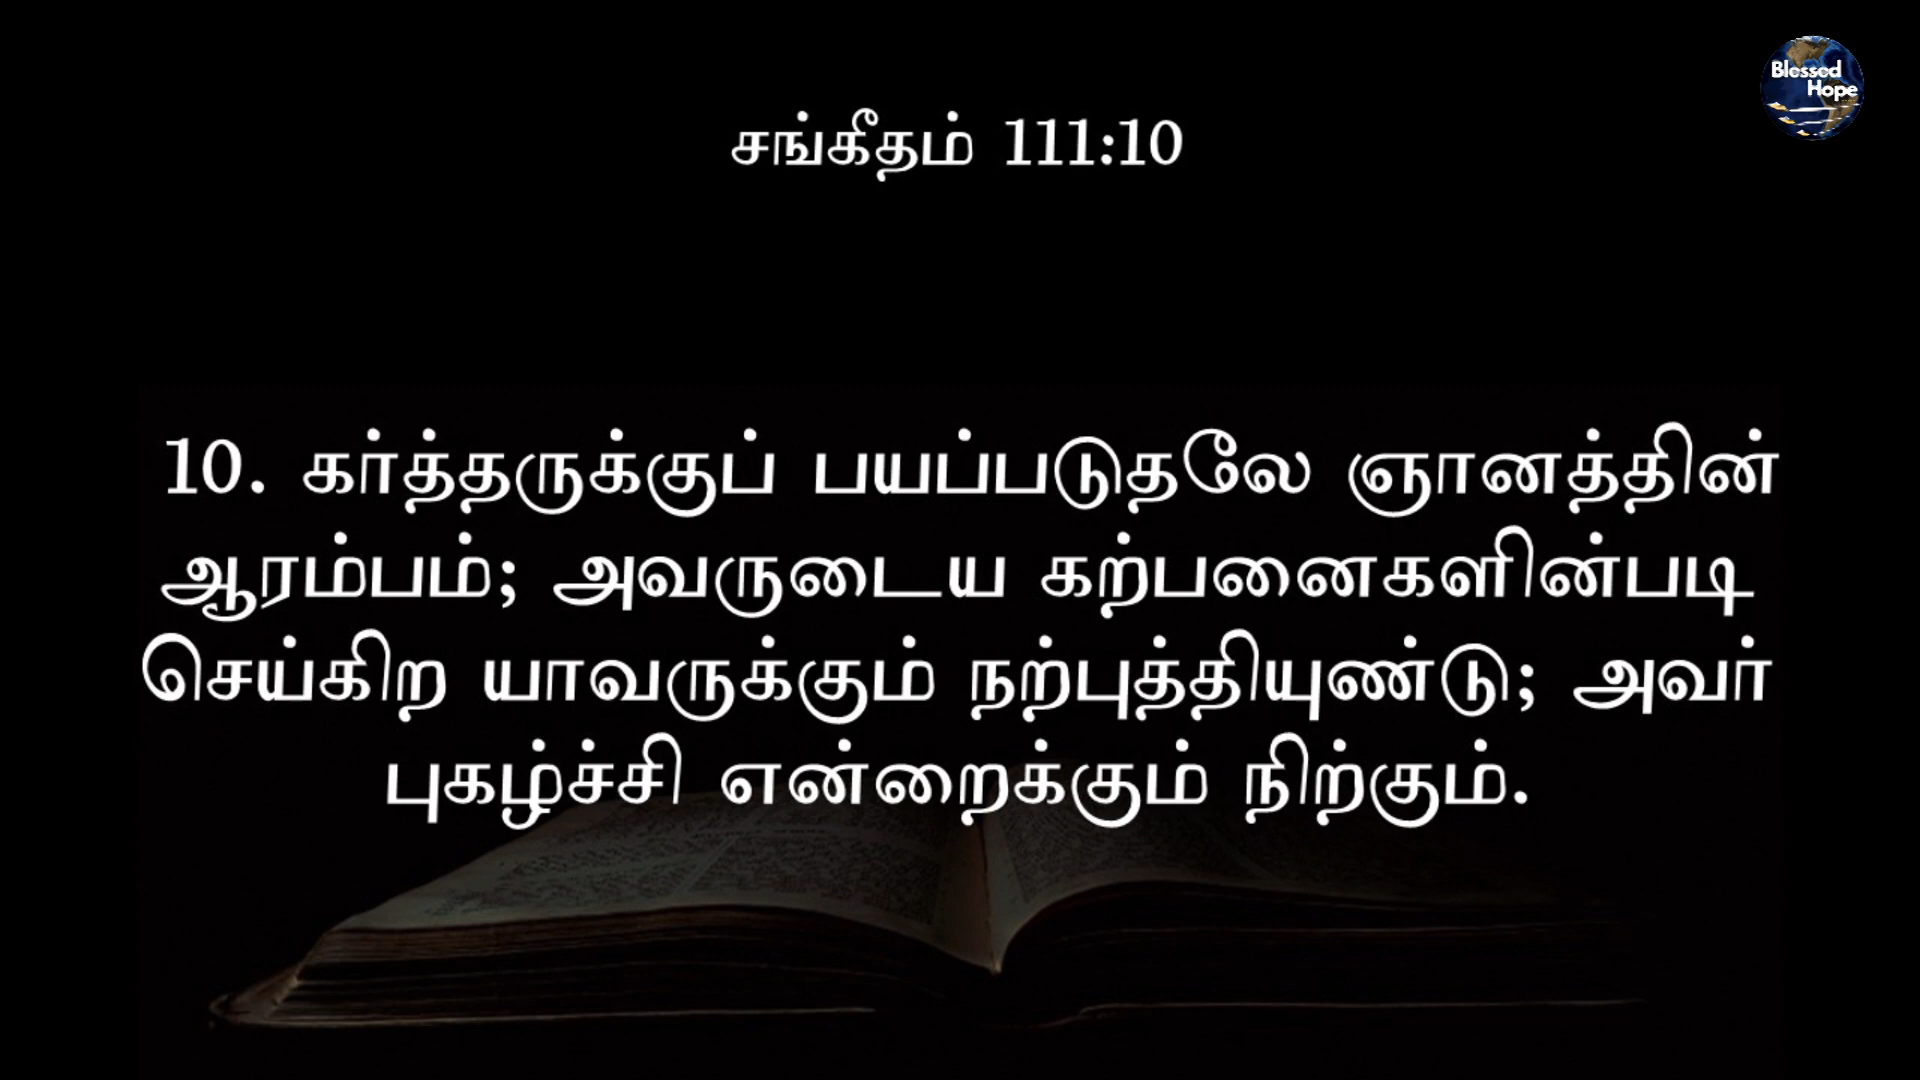 Blessed
Hope
சங்கீதம் 111:10
10. கர்த்தருக்குப் பயப்படுதலே ஞானத்தின்
ஆரம்பம்; அவருடைய கற்பனைகளின்படி
செய்கிற யாவருக்கும் நற்புத்தியுண்டு; அவர்
புகழ்ச்சி என்றைக்கும் நிற்கும்.